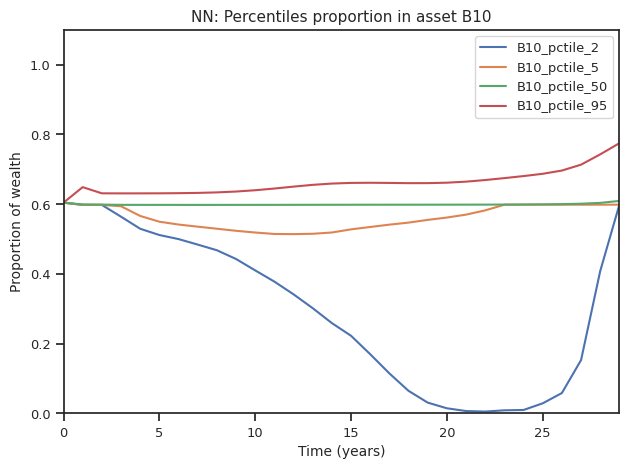 NN: Percentiles proportion in asset B10
B10_pctile_2
B10_pctile_5
B10_pctile_50
B10_pctile_95
Proportion of wealth
1.0
0.8
0.6
0.4
0.2
0.0
0 5 10 15 20 25
Time (years)